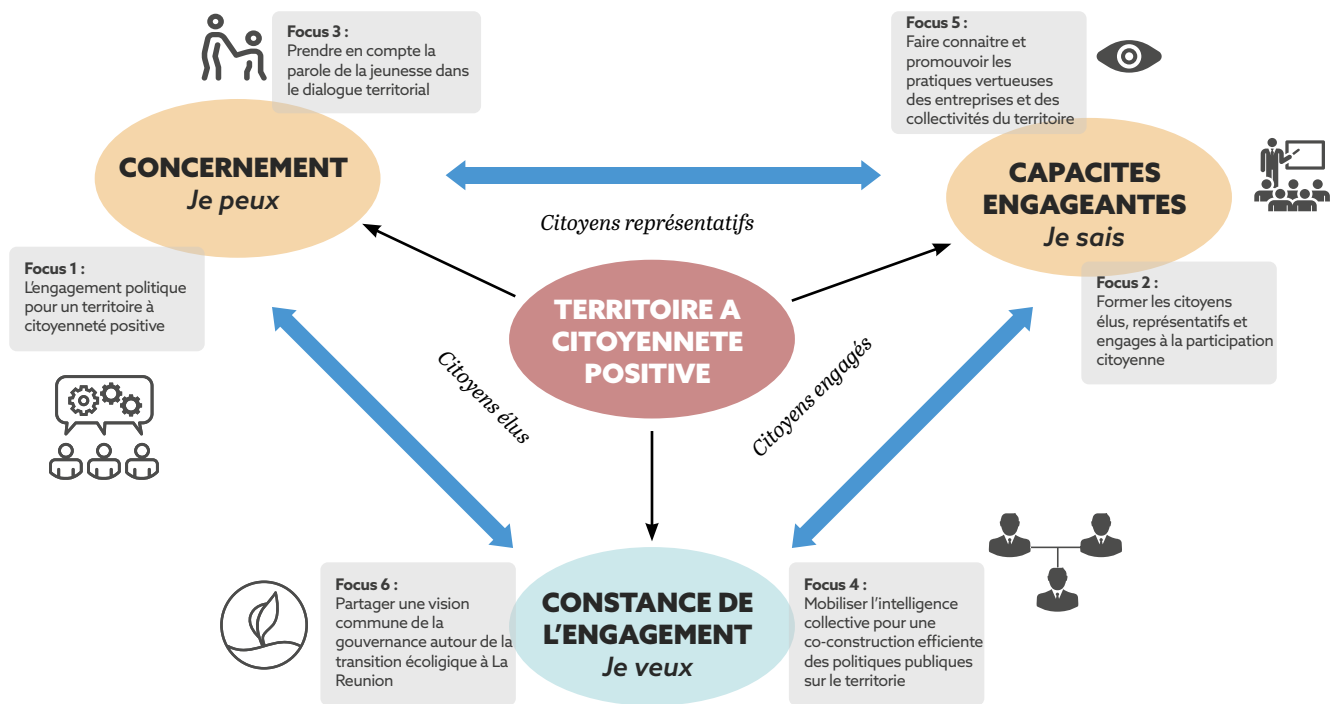 Focus 3 :
Prendre en compte la
parole de la jeunesse dans
le dialogue territorial
Focus 5 :
Faire connaitre et
promouvoir les
pratiques vertueuses
des entreprises et des
collectivités du territoire
CONCERNEMENT
Je peux
CAPACITES
ENGAGEANTES
Je sais
Citoyens représentatifs
Focus 1 :
L'engagement politique
pour un territoire à
citoyenneté positive
TERRITOIRE A
CITOYENNETE
POSITIVE
Focus 2 :
Former les citoyens
élus, représentatifs et
engages à la participation
citoyenne
Citoyens élus
Citoyens engagés
Focus 6 :
Partager une vision
commune de la
gouvernance autour de la
transition écoligique à La
Reunion
CONSTANCE DE
L'ENGAGEMENT
Je veux
Focus 4 :
Mobiliser l'intelligence
collective pour une
co-construction efficiente
des politiques publiques
sur le territorie